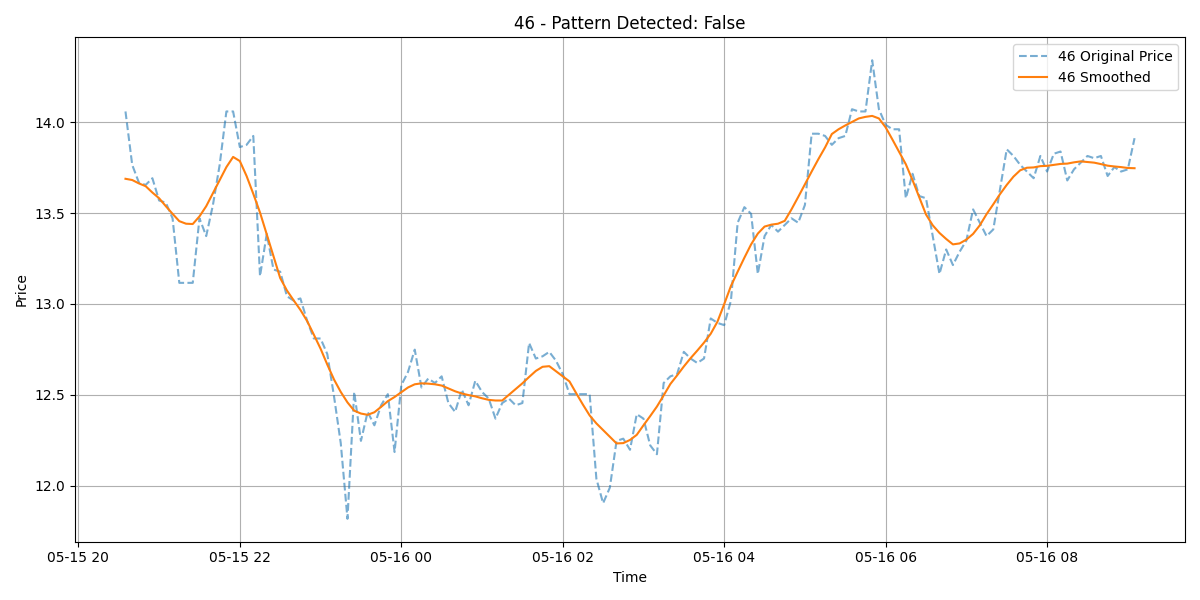 46 - Pattern Detected: False
46 Original Price
46 Smoothed
Price
14.0
13.5
13.0
12.5
12.0
05-15 20
05-15 22
05-16 00
05-16 02
05-16 04
05-16 06
05-16 08
Time